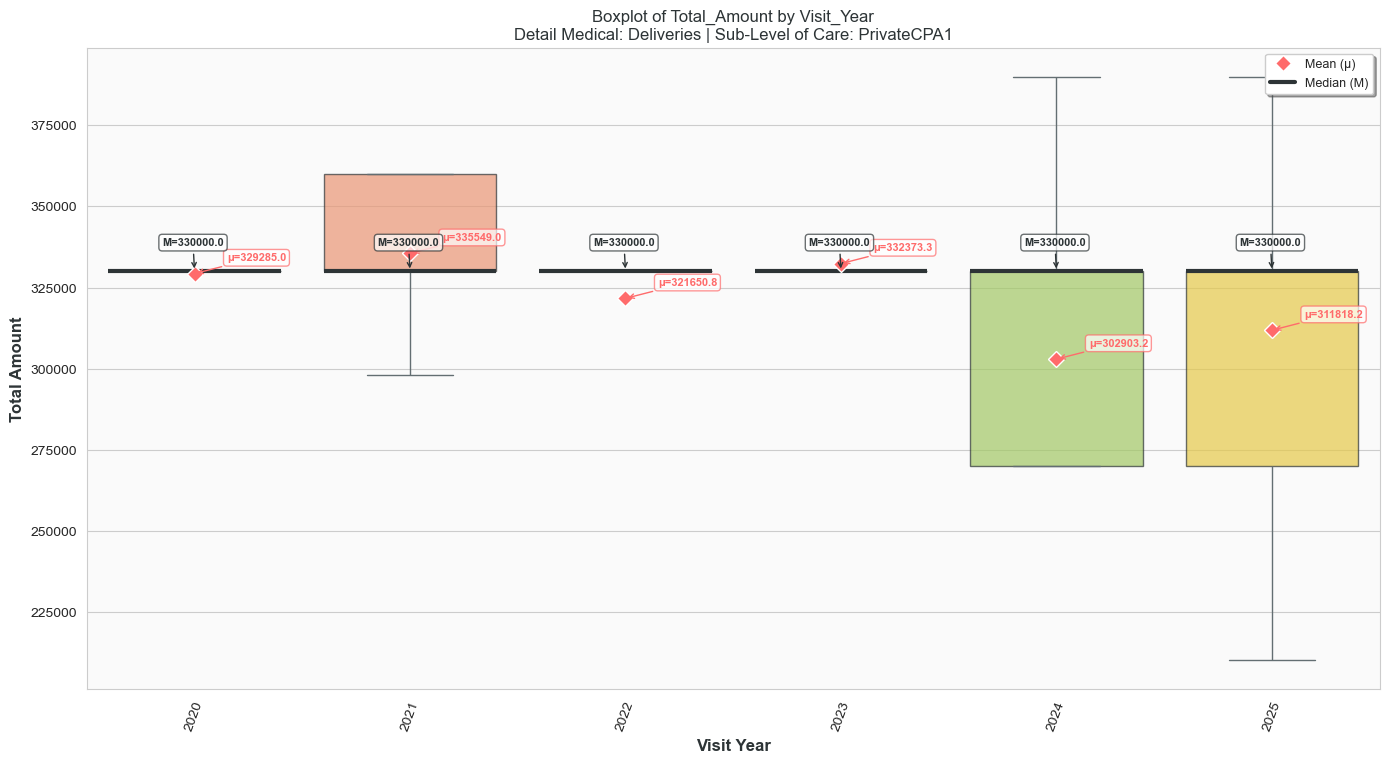 Boxplot of Total_Amount by Visit_Year
Detail Medical: Deliveries | Sub-Level of Care: PrivateCPA1
Mean (μ)
Median (M)
Total Amount
375000
350000
325000
300000
275000
250000
225000
M=330000.0
μ=329285.0
M=330000.0
μ=335549.0
M=330000.0
μ=321650.8
M=330000.0
μ=332373.3
M=330000.0
μ=302903.2
M=330000.0
μ=311818.2
2020
2021
2022
2023
2024
2025
Visit Year